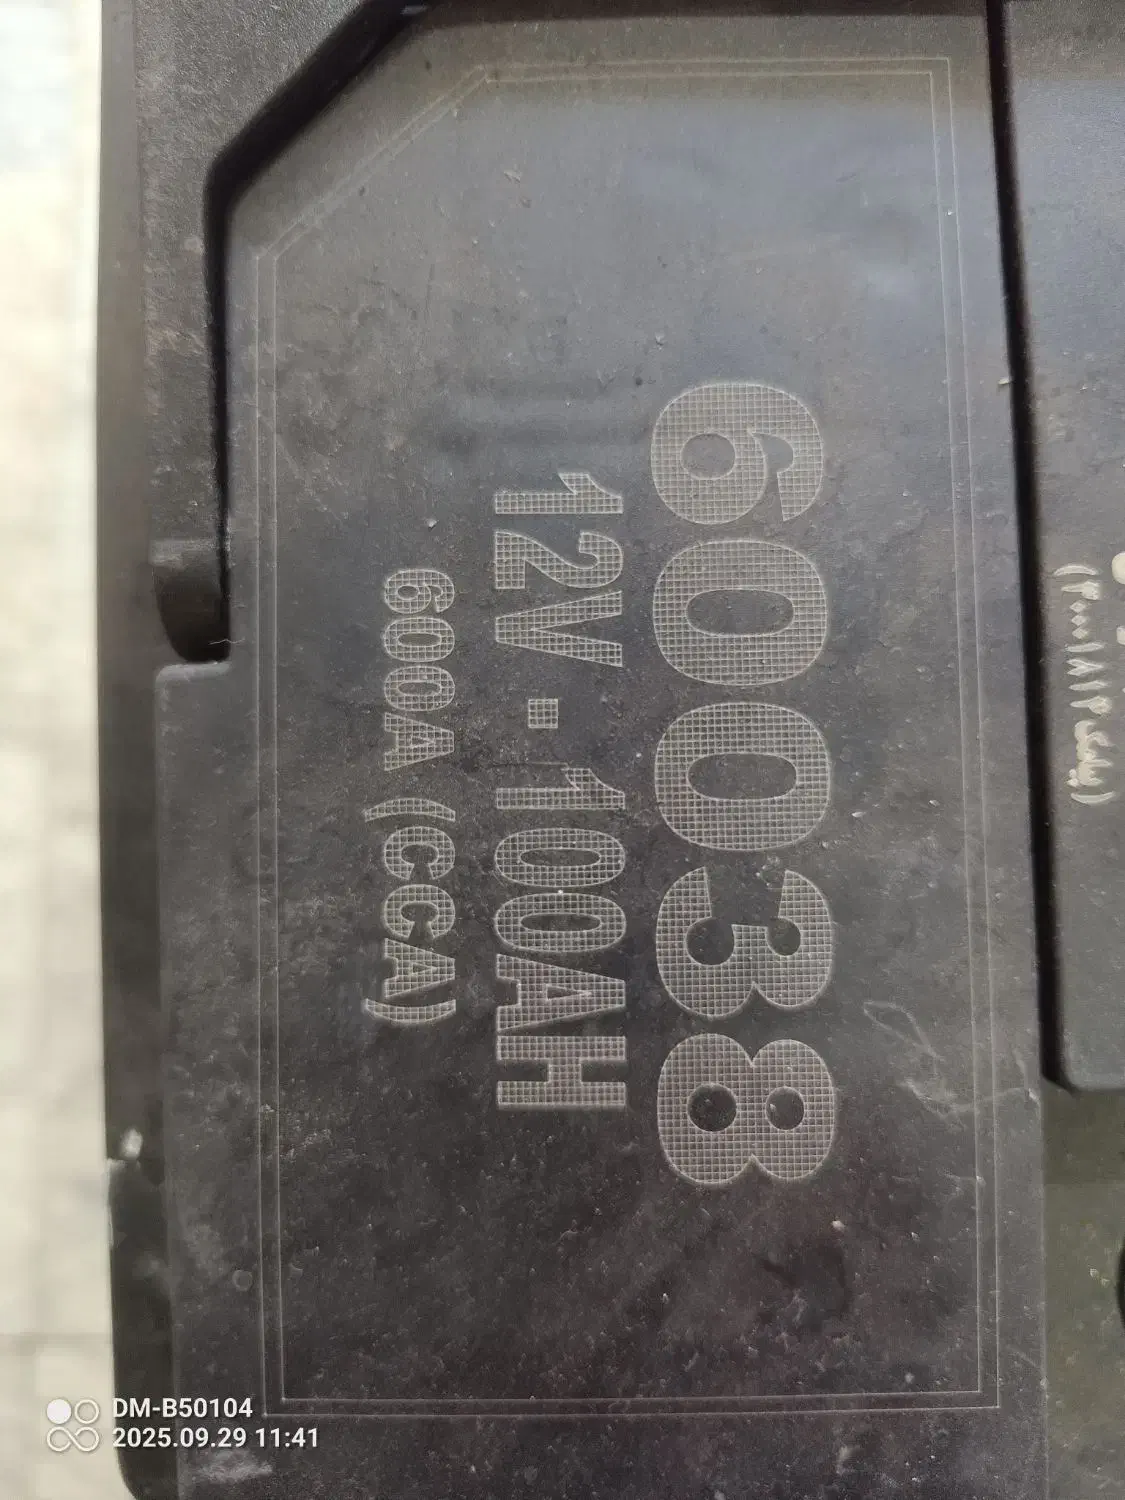 60038
12V · 100AH
600A (CCA)
DM-B50104
2025.09.29 11:41